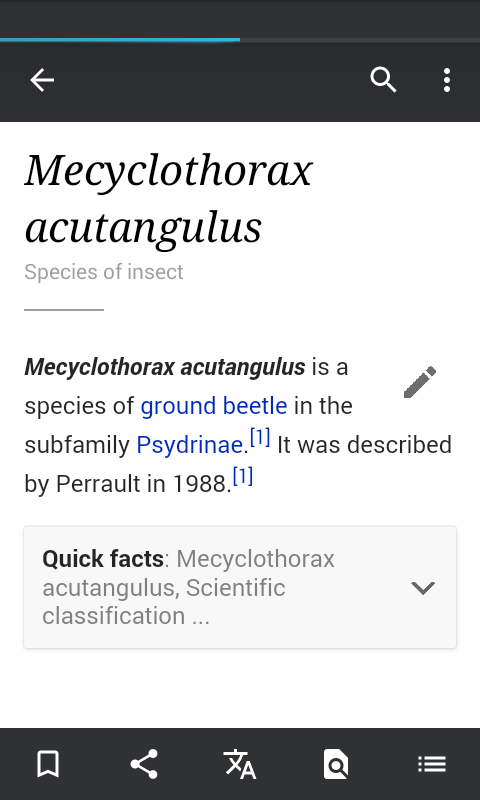 Mecyclothorax
acutangulus
Species of insect
Mecyclothorax acutangulus is a
species of ground beetle in the
subfamily Psydrinae.[1] It was described
by Perrault in 1988.[1]
Quick facts: Mecyclothorax
acutangulus, Scientific
classification ...